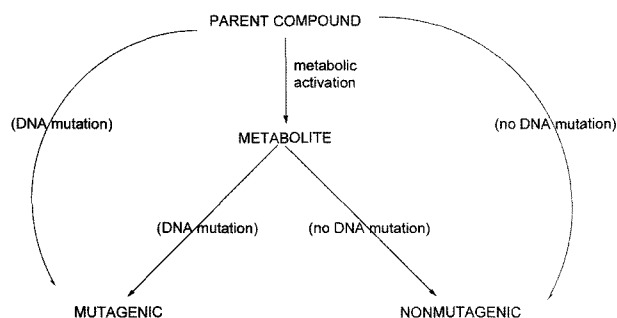 PARENT COMPOUND
metabolic
activation
(DNA mutation)
(no DNA mutation)
METABOLITE
(DNA mutation)
(no DNA mutation)
MUTAGENIC
NONMUTAGENIC